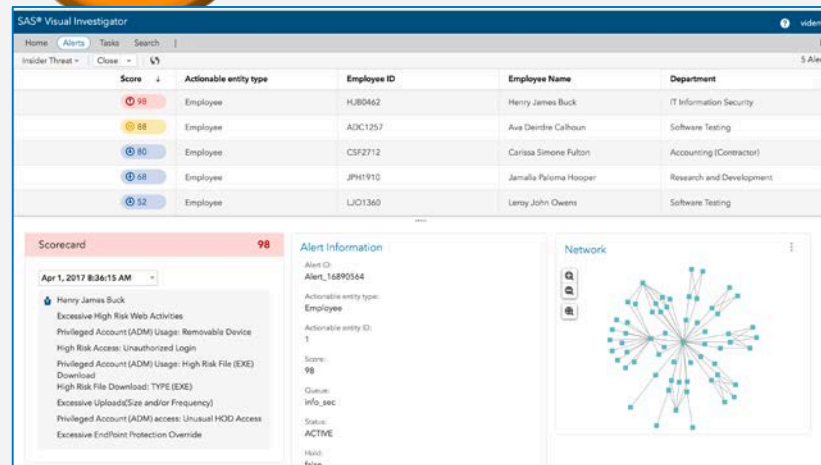 SAS® Visual Investigator
Home Alerts Tasks Search
Insider Threat Close
Score ↓ Actionable entity type Employee ID Employee Name Department
98 Employee HJB0462 Henry James Buck IT Information Security
88 Employee ADC1257 Ava Deirdre Calhoun Software Testing
80 Employee CSF2712 Carissa Simone Fulton Accounting (Contractor)
68 Employee JPH1910 Jamalia Paloma Hooper Research and Development
52 Employee LJO1360 Leroy John Owens Software Testing
Scorecard 98
Apr 1, 2017 8:36:15 AM
Henry James Buck
Excessive High Risk Web Activities
Privileged Account (ADM) Usage: Removable Device
High Risk Access: Unauthorized Login
Privileged Account (ADM) Usage: High Risk File (EXE)
Download
High Risk File Download: TYPE (EXE)
Excessive Uploads(Size and/or Frequency)
Privileged Account (ADM) access: Unusual HOD Access
Excessive EndPoint Protection Override
Alert Information
Alert ID:
Alert_16890564
Actionable entity type:
Employee
Actionable entity ID:
1
Score:
98
Queue:
info_sec
Status:
ACTIVE
Hold:
false
Network